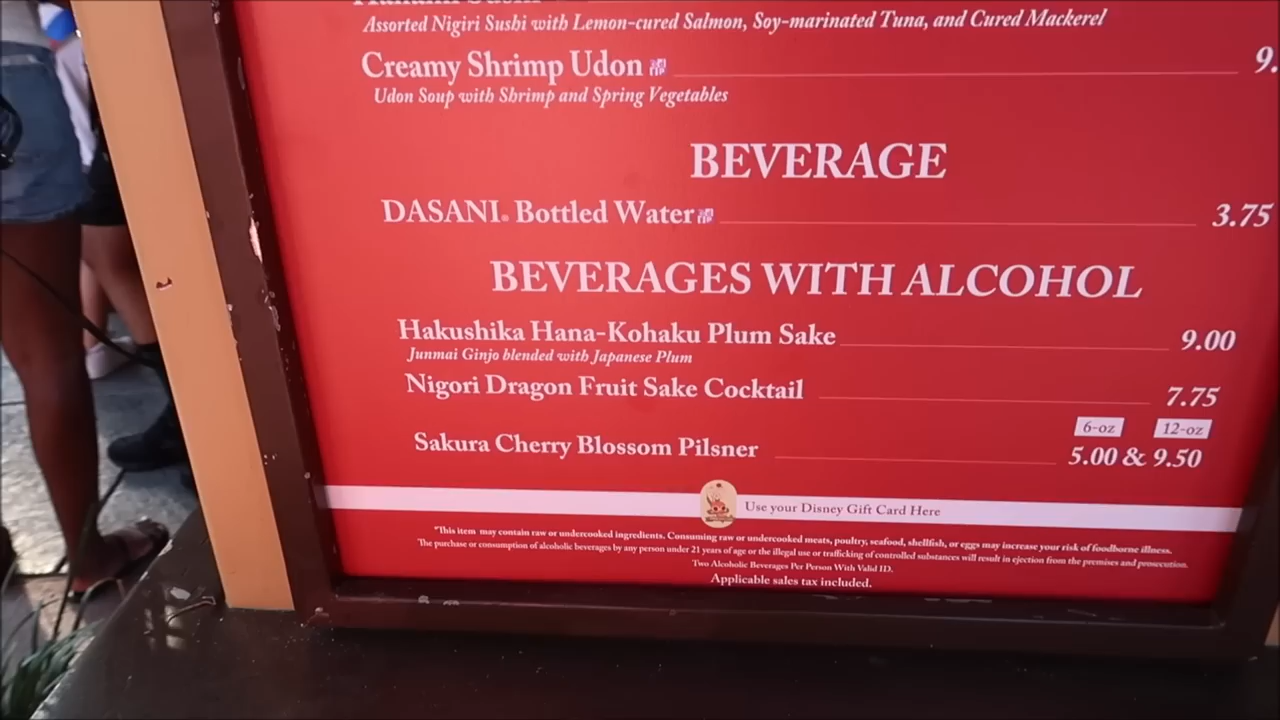 Hanami Sushi
Assorted Nigiri Sushi with Lemon-cured Salmon, Soy-marinated Tuna, and Cured Mackerel
Creamy Shrimp Udon 9.
Udon Soup with Shrimp and Spring Vegetables
BEVERAGE
DASANI® Bottled Water 3.75
BEVERAGES WITH ALCOHOL
Hakushika Hana-Kohaku Plum Sake 9.00
Junmai Ginjo blended with Japanese Plum
Nigori Dragon Fruit Sake Cocktail 7.75
6-oz 12-oz
Sakura Cherry Blossom Pilsner 5.00 & 9.50
Use your Disney Gift Card Here
*This item may contain raw or undercooked ingredients. Consuming raw or undercooked meats, poultry, seafood, shellfish, or eggs may increase your risk of foodborne illness.
The purchase or consumption of alcoholic beverages by any person under 21 years of age or the illegal use or trafficking of controlled substances will result in ejection from the premises and prosecution.
Two Alcoholic Beverages Per Person With Valid ID.
Applicable sales tax included.